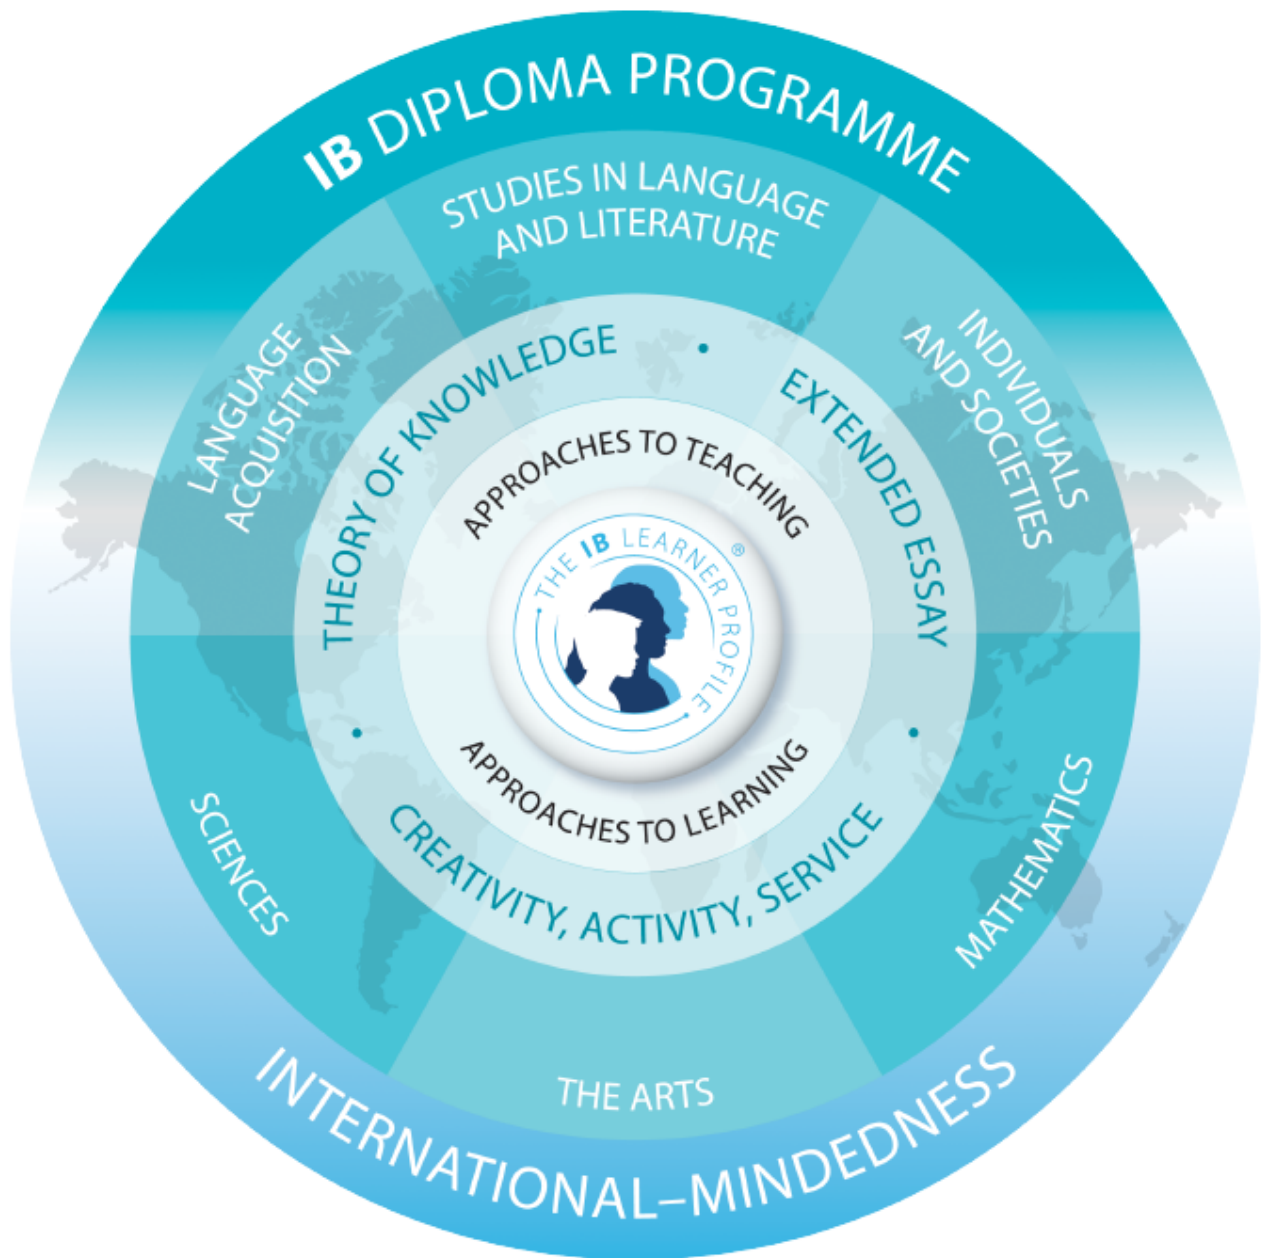 IB DIPLOMA PROGRAMME
STUDIES IN LANGUAGE
AND LITERATURE
LANGUAGE
ACQUISITION
INDIVIDUALS
AND SOCIETIES
THEORY OF KNOWLEDGE
•
EXTENDED ESSAY
•
APPROACHES TO TEACHING
THE IB LEARNER PROFILE ®
APPROACHES TO LEARNING
•
CREATIVITY, ACTIVITY, SERVICE
SCIENCES
MATHEMATICS
THE ARTS
INTERNATIONAL–MINDEDNESS